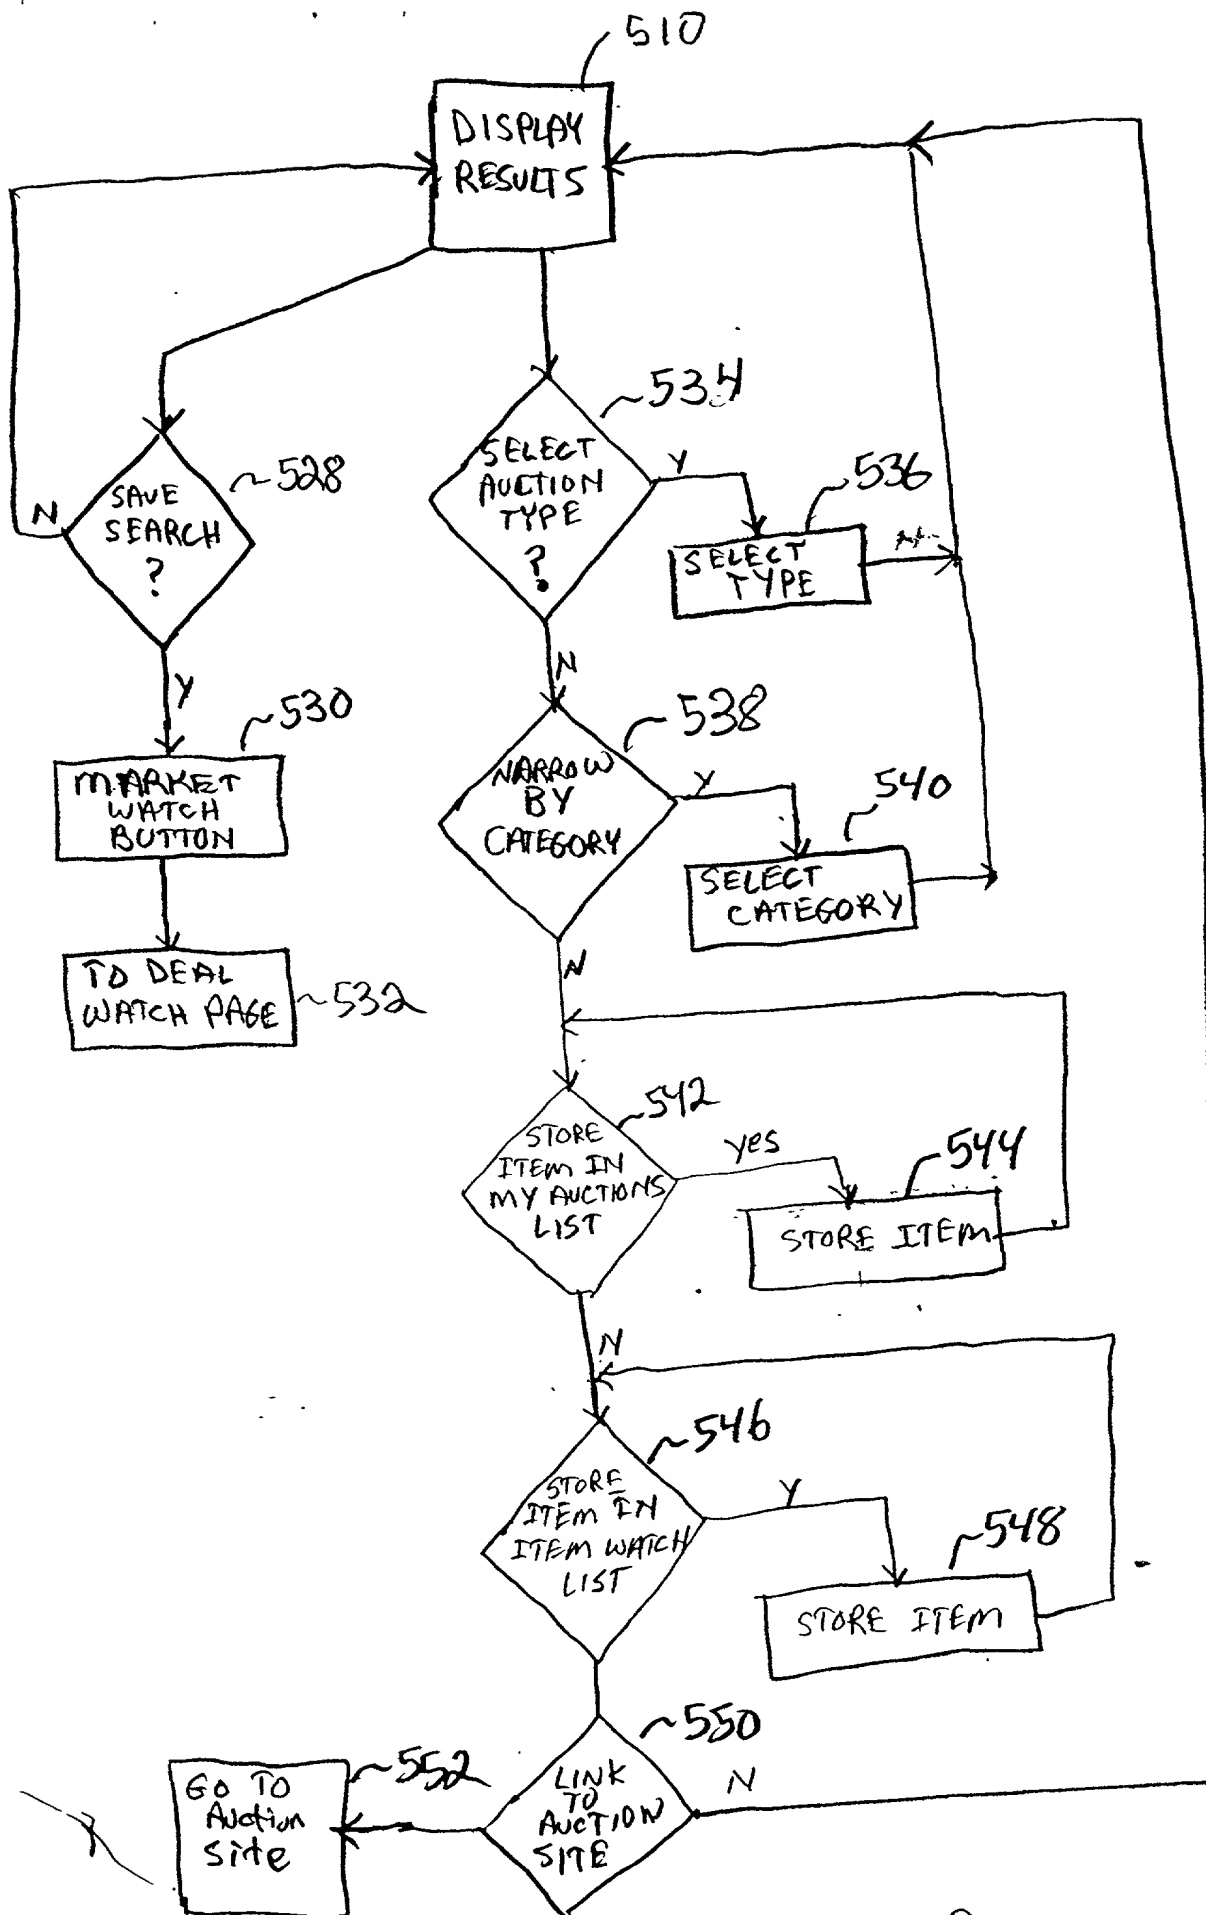 510
DISPLAY
RESULTS
534
SELECT
AUCTION
TYPE
?
Y
536
SELECT
TYPE
528
N
SAVE
SEARCH
?
Y
N
530
MARKET
WATCH
BUTTON
538
NARROW
BY
CATEGORY
Y
540
SELECT
CATEGORY
TO DEAL
WATCH PAGE
532
N
542
STORE
ITEM IN
MY AUCTIONS
LIST
yes
544
STORE ITEM
N
546
STORE
ITEM IN
ITEM WATCH
LIST
Y
548
STORE ITEM
550
LINK
TO
AUCTION
SITE
N
552
GO TO
Auction
Site